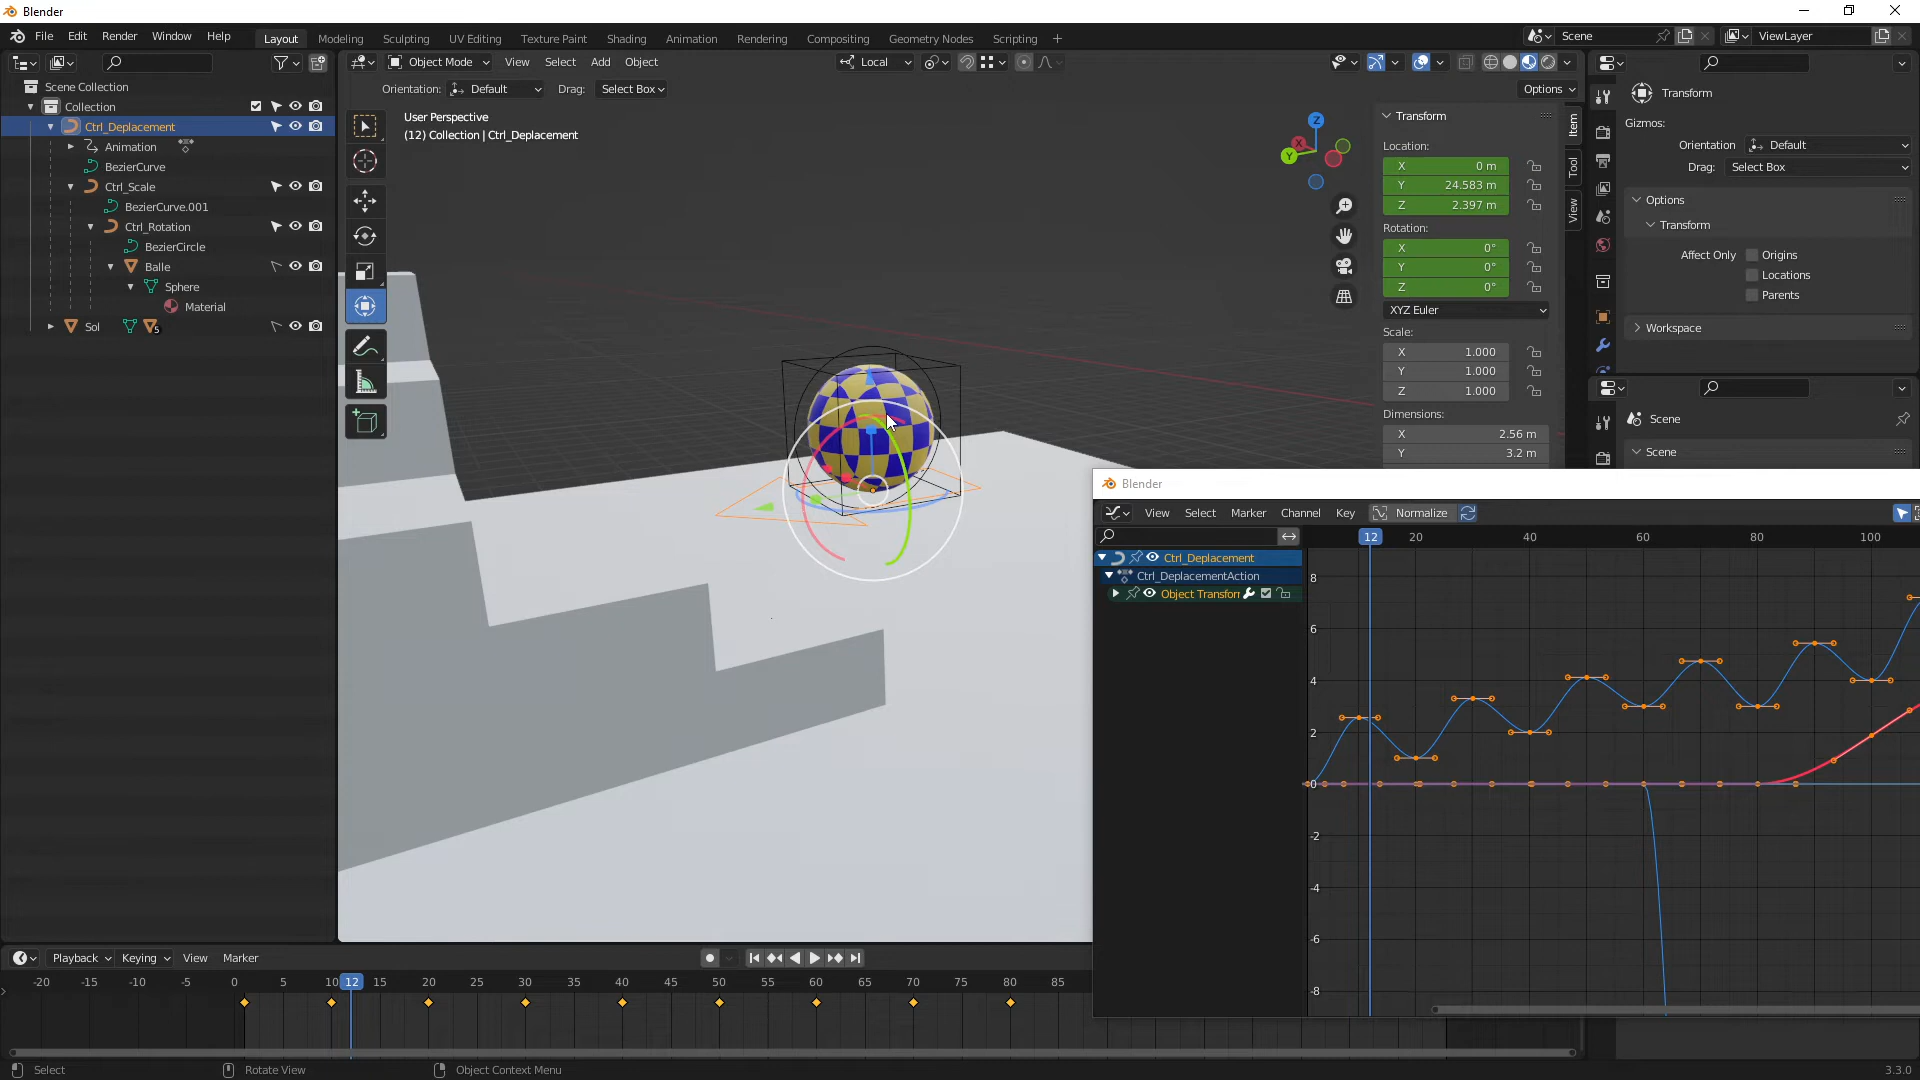 Blender
File Edit Render Window Help
Layout Modeling Sculpting UV Editing Texture Paint Shading Animation Rendering Compositing Geometry Nodes Scripting +
Scene
ViewLayer
Object Mode View Select Add Object
Local
Orientation: Default Drag: Select Box
Options
Scene Collection
Collection
Ctrl_Deplacement
Animation
BezierCurve
Ctrl_Scale
BezierCurve.001
Ctrl_Rotation
BezierCircle
Balle
Sphere
Material
Sol 5
User Perspective
(12) Collection | Ctrl_Deplacement
Z
X
Y
Transform
Location:
X 0 m
Y 24.583 m
Z 2.397 m
Rotation:
X 0°
Y 0°
Z 0°
XYZ Euler
Scale:
X 1.000
Y 1.000
Z 1.000
Dimensions:
X 2.56 m
Y 3.2 m
Item
Tool
View
Transform
Gizmos:
Orientation Default
Drag: Select Box
Options
Transform
Affect Only Origins
Locations
Parents
Workspace
Scene
Scene
Blender
View Select Marker Channel Key Normalize
12 20 40 60 80 100
Ctrl_Deplacement
Ctrl_DeplacementAction
Object Transforr
8
6
4
2
0
-2
-4
-6
-8
Playback Keying View Marker
-20 -15 -10 -5 0 5 10 12 15 20 25 30 35 40 45 50 55 60 65 70 75 80 85
Select Rotate View Object Context Menu 3.3.0